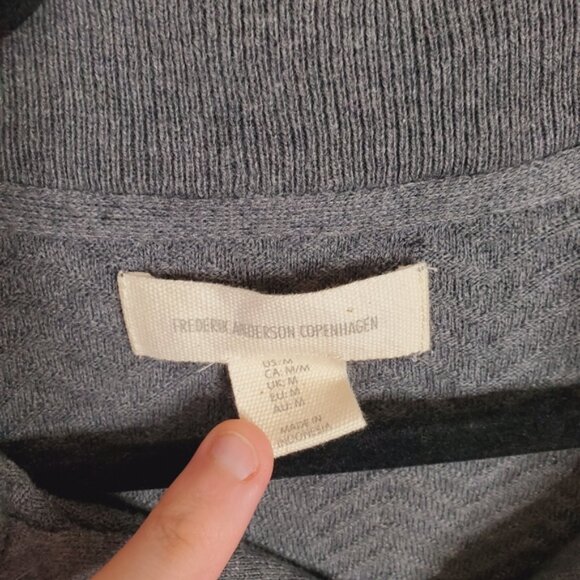 FREDERIK ANDERSON COPENHAGEN
US: M
CA: M/M
UK: M
EU: M
AU: M
MADE IN
INDONESIA